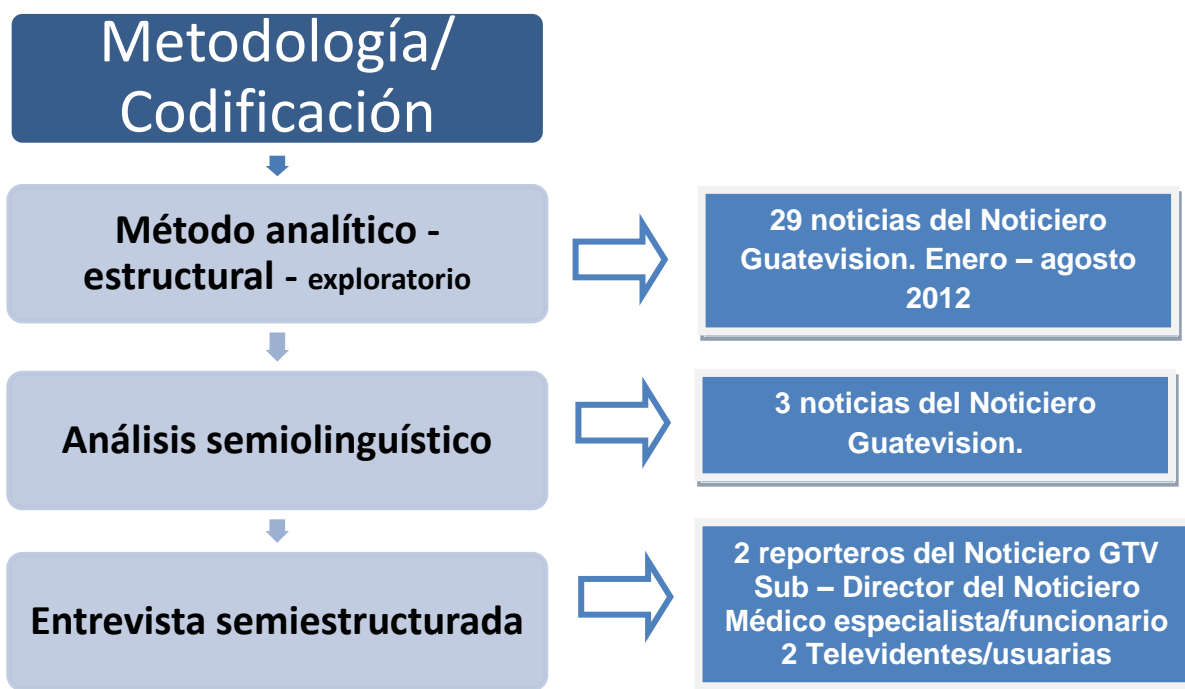 Metodología/
Codificación
Método analítico -
estructural - exploratorio
29 noticias del Noticiero
Guatevision. Enero – agosto
2012
Análisis semiolinguístico
3 noticias del Noticiero
Guatevision.
Entrevista semiestructurada
2 reporteros del Noticiero GTV
Sub – Director del Noticiero
Médico especialista/funcionario
2 Televidentes/usuarias